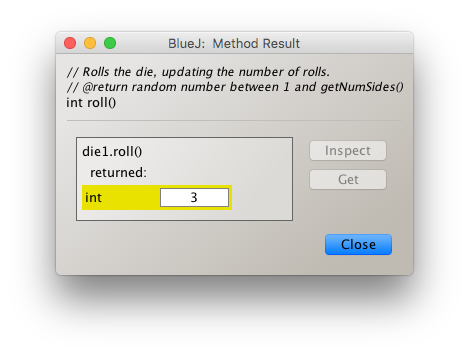 BlueJ: Method Result
// Rolls the die, updating the number of rolls.
// @return random number between 1 and getNumSides()
int roll()
die1.roll()
returned:
int 3
Inspect
Get
Close